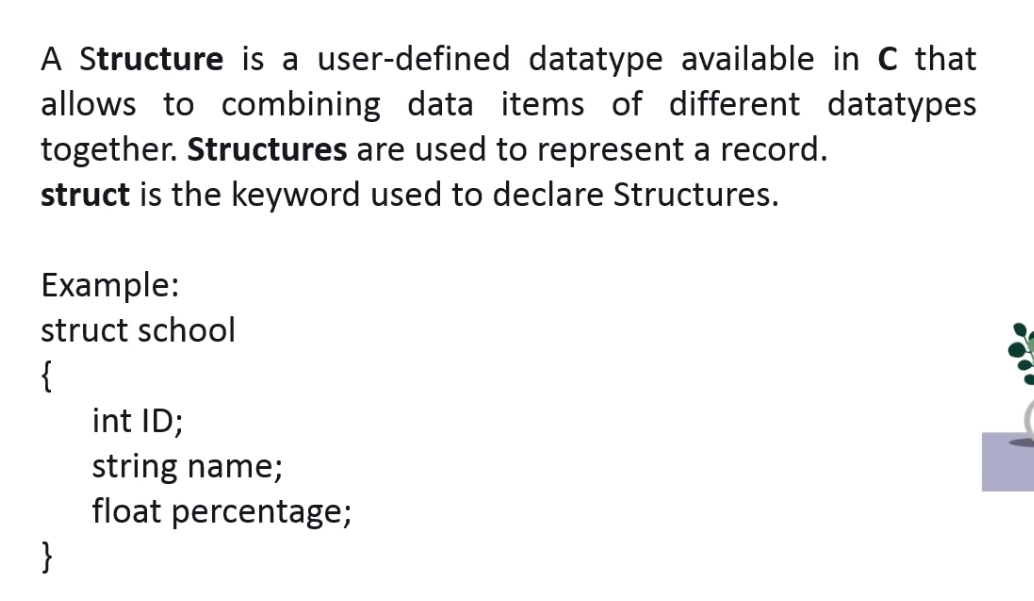 A Structure is a user-defined datatype available in C that
allows to combining data items of different datatypes
together. Structures are used to represent a record.
struct is the keyword used to declare Structures.
Example:
struct school
{
int ID;
string name;
float percentage;
}